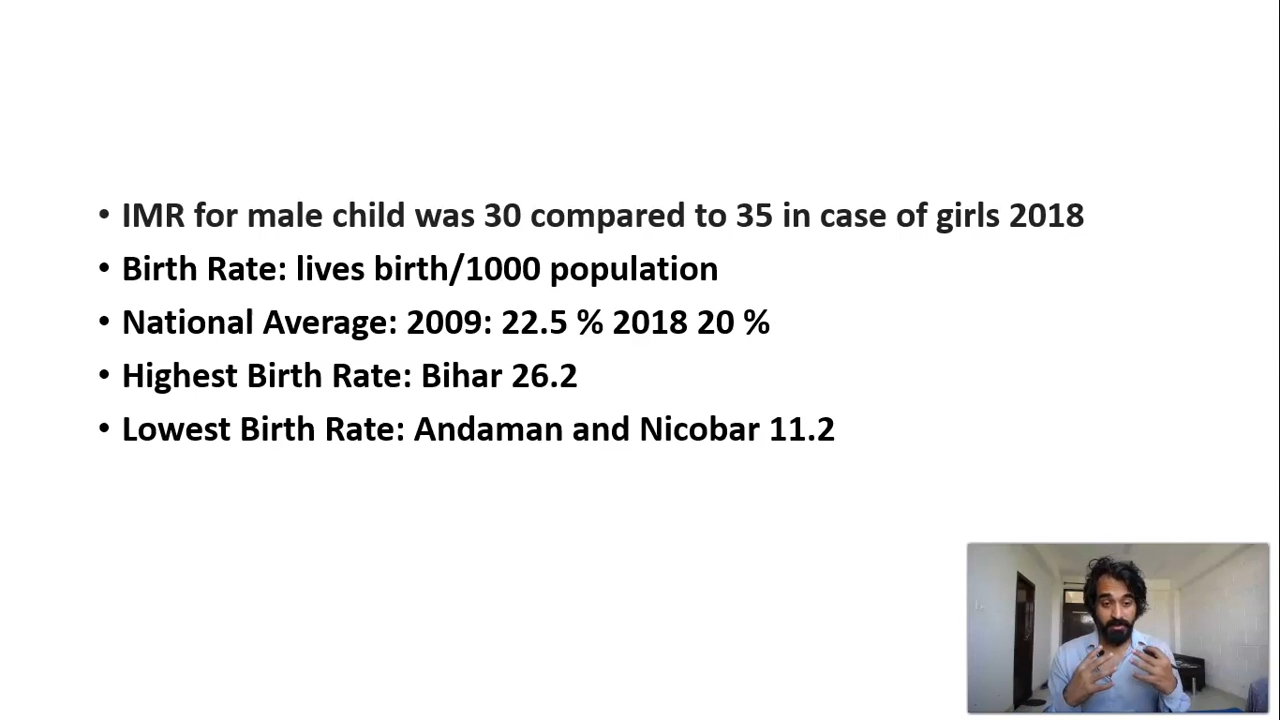 • IMR for male child was 30 compared to 35 in case of girls 2018
• Birth Rate: lives birth/1000 population
• National Average: 2009: 22.5 % 2018 20 %
• Highest Birth Rate: Bihar 26.2
• Lowest Birth Rate: Andaman and Nicobar 11.2